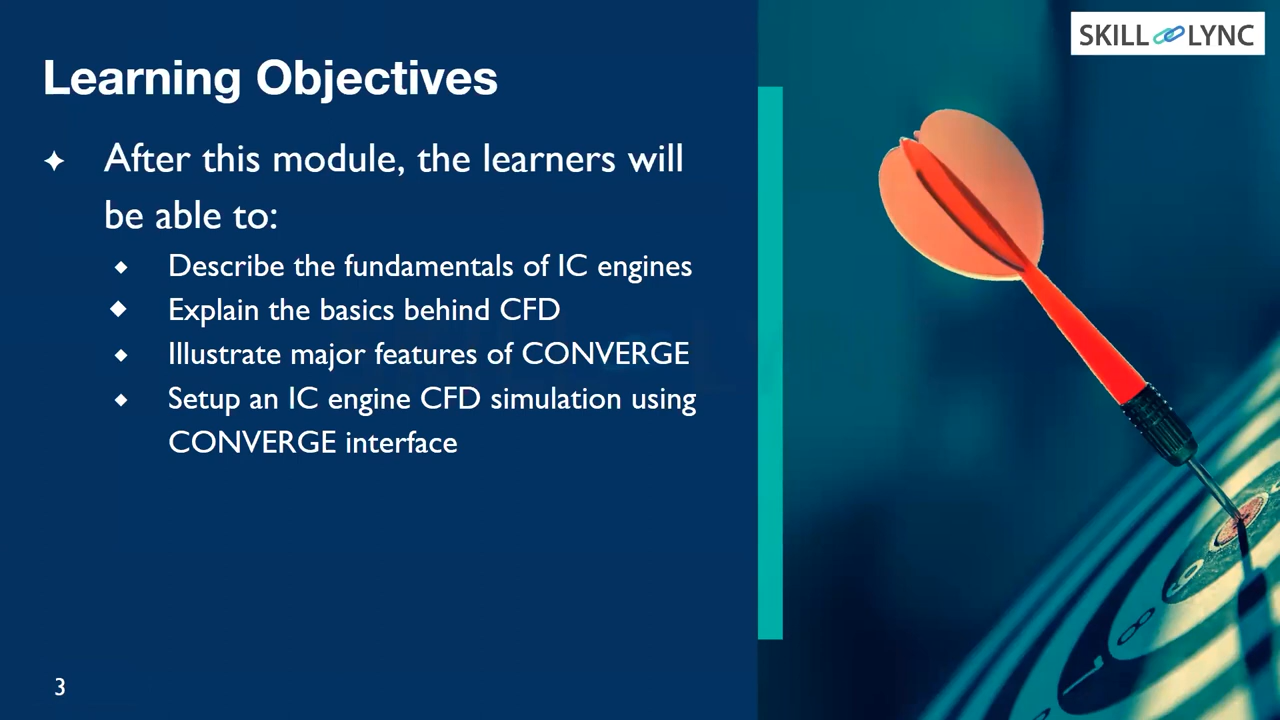 SKILL LYNC
Learning Objectives
After this module, the learners will
be able to:
Describe the fundamentals of IC engines
Explain the basics behind CFD
Illustrate major features of CONVERGE
Setup an IC engine CFD simulation using
CONVERGE interface
8
3